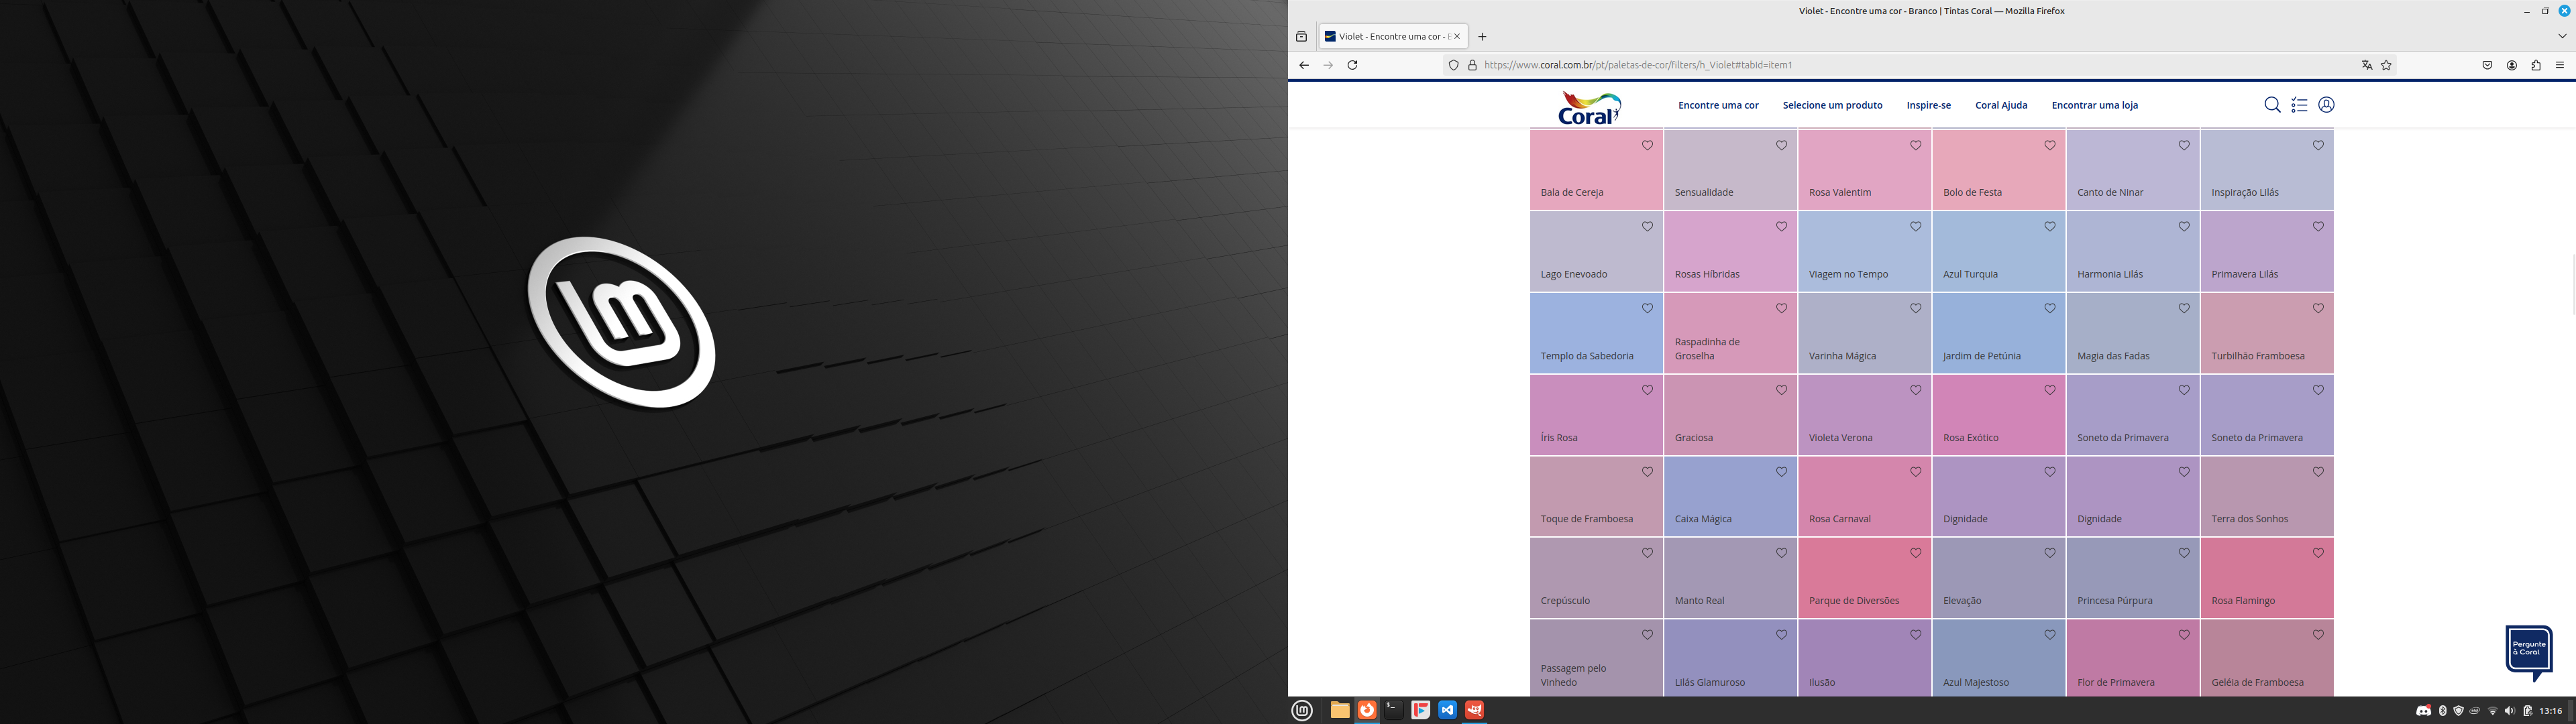 Violet - Encontre uma cor - Branco | Tintas Coral — Mozilla Firefox
Violet - Encontre uma cor - B
https://www.coral.com.br/pt/paletas-de-cor/filters/h_Violet#tabId=item1
Coral
Encontre uma cor
Selecione um produto
Inspire-se
Coral Ajuda
Encontrar uma loja
Bala de Cereja
Sensualidade
Rosa Valentim
Bolo de Festa
Canto de Ninar
Inspiração Lilás
Lago Enevoado
Rosas Híbridas
Viagem no Tempo
Azul Turquia
Harmonia Lilás
Primavera Lilás
Templo da Sabedoria
Raspadinha de
Groselha
Varinha Mágica
Jardim de Petúnia
Magia das Fadas
Turbilhão Framboesa
Íris Rosa
Graciosa
Violeta Verona
Rosa Exótico
Soneto da Primavera
Soneto da Primavera
Toque de Framboesa
Caixa Mágica
Rosa Carnaval
Dignidade
Dignidade
Terra dos Sonhos
Crepúsculo
Manto Real
Parque de Diversões
Elevação
Princesa Púrpura
Rosa Flamingo
Passagem pelo
Vinhedo
Lilás Glamuroso
Ilusão
Azul Majestoso
Flor de Primavera
Geléia de Framboesa
Pergunte
à Coral
13:16